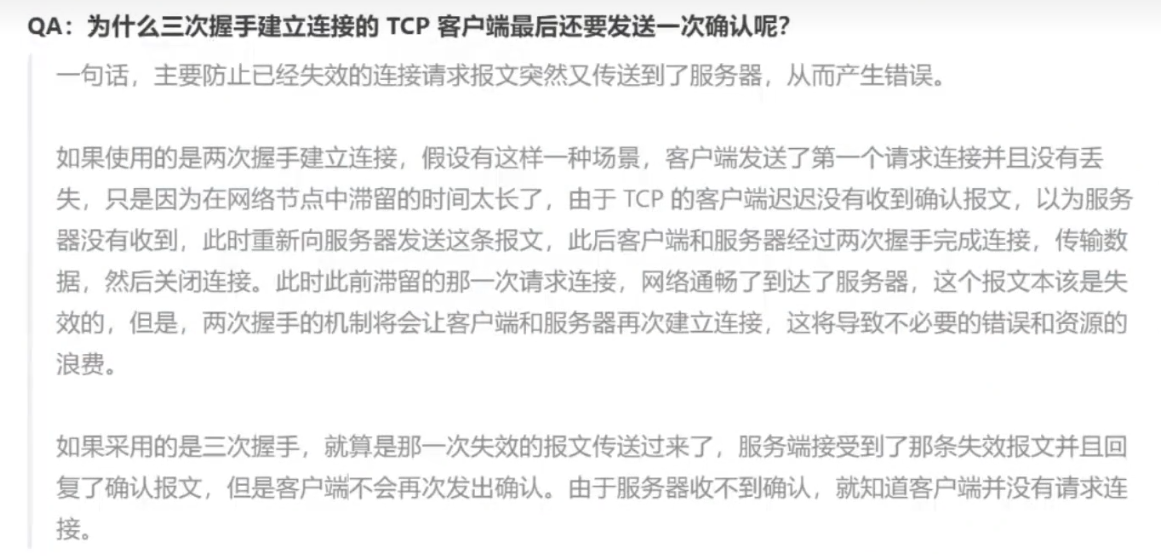 QA：为什么三次握手建立连接的 TCP 客户端最后还要发送一次确认呢？
一句话，主要防止已经失效的连接请求报文突然又传送到了服务器，从而产生错误。
如果使用的是两次握手建立连接，假设有这样一种场景，客户端发送了第一个请求连接并且没有丢
失，只是因为在网络节点中滞留的时间太长了，由于 TCP 的客户端迟迟没有收到确认报文，以为服务
器没有收到，此时重新向服务器发送这条报文，此后客户端和服务器经过两次握手完成连接，传输数
据，然后关闭连接。此时此前滞留的那一次请求连接，网络通畅了到达了服务器，这个报文本该是失
效的，但是，两次握手的机制将会让客户端和服务器再次建立连接，这将导致不必要的错误和资源的
浪费。
如果采用的是三次握手，就算是那一次失效的报文传送过来了，服务端接受到了那条失效报文并且回
复了确认报文，但是客户端不会再次发出确认。由于服务器收不到确认，就知道客户端并没有请求连
接。